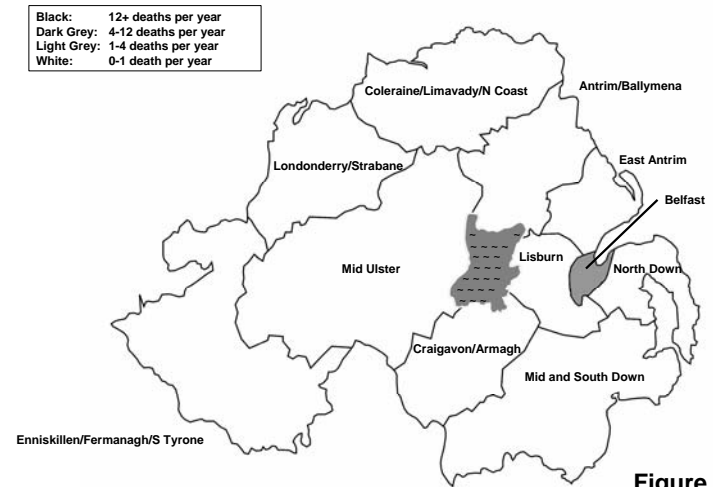 Black: 12+ deaths per year
Dark Grey: 4-12 deaths per year
Light Grey: 1-4 deaths per year
White: 0-1 death per year
Coleraine/Limavady/N Coast
Antrim/Ballymena
Londonderry/Strabane
East Antrim
Belfast
Mid Ulster
Lisburn
North Down
Craigavon/Armagh
Mid and South Down
Enniskillen/Fermanagh/S Tyrone
Figure